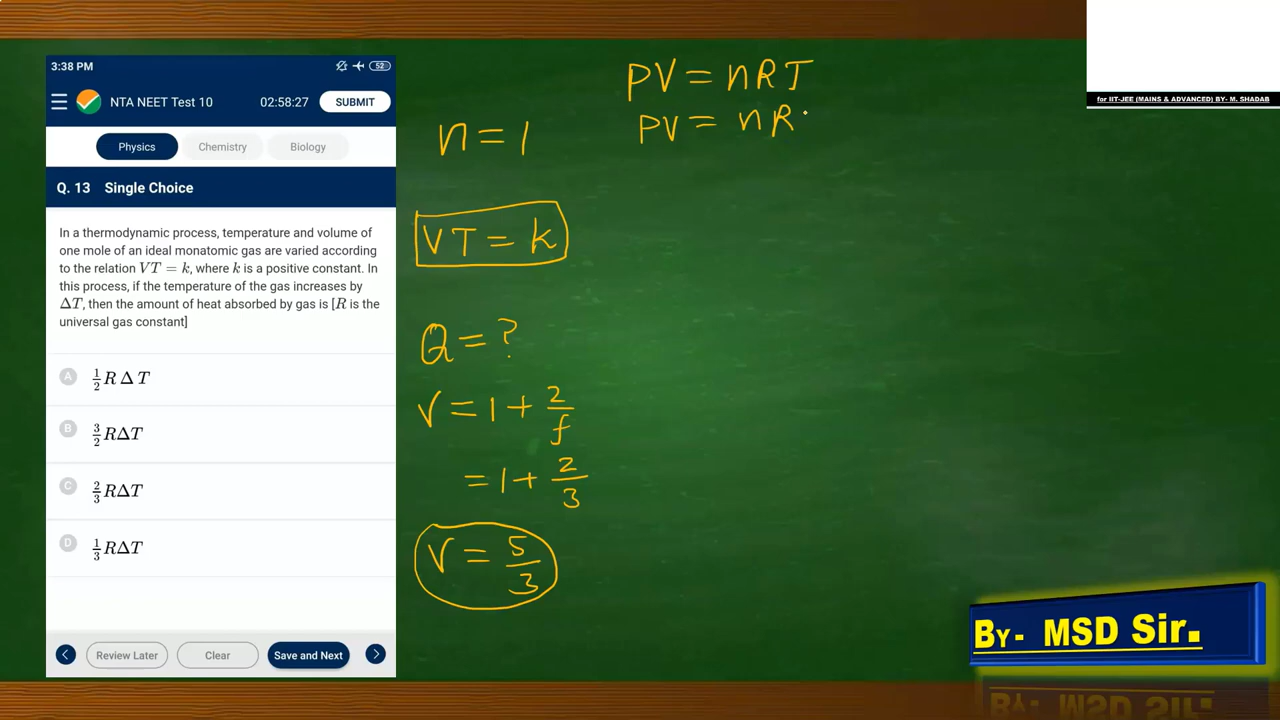 3:38 PM
52
NTA NEET Test 10
02:58:27
SUBMIT
Physics
Chemistry
Biology
Q. 13 Single Choice
In a thermodynamic process, temperature and volume of
one mole of an ideal monatomic gas are varied according
to the relation VT = k, where k is a positive constant. In
this process, if the temperature of the gas increases by
ΔT, then the amount of heat absorbed by gas is [R is the
universal gas constant]
A 1/2 R Δ T
B 3/2 RΔT
C 2/3 RΔT
D 1/3 RΔT
Review Later
Clear
Save and Next
n = 1
VT = k
Q = ?
γ = 1 + 2/f
= 1 + 2/3
γ = 5/3
PV = nRT
PV = nR
for IIT-JEE (MAINS & ADVANCED) BY- M. SHADAB
By- MSD Sir.